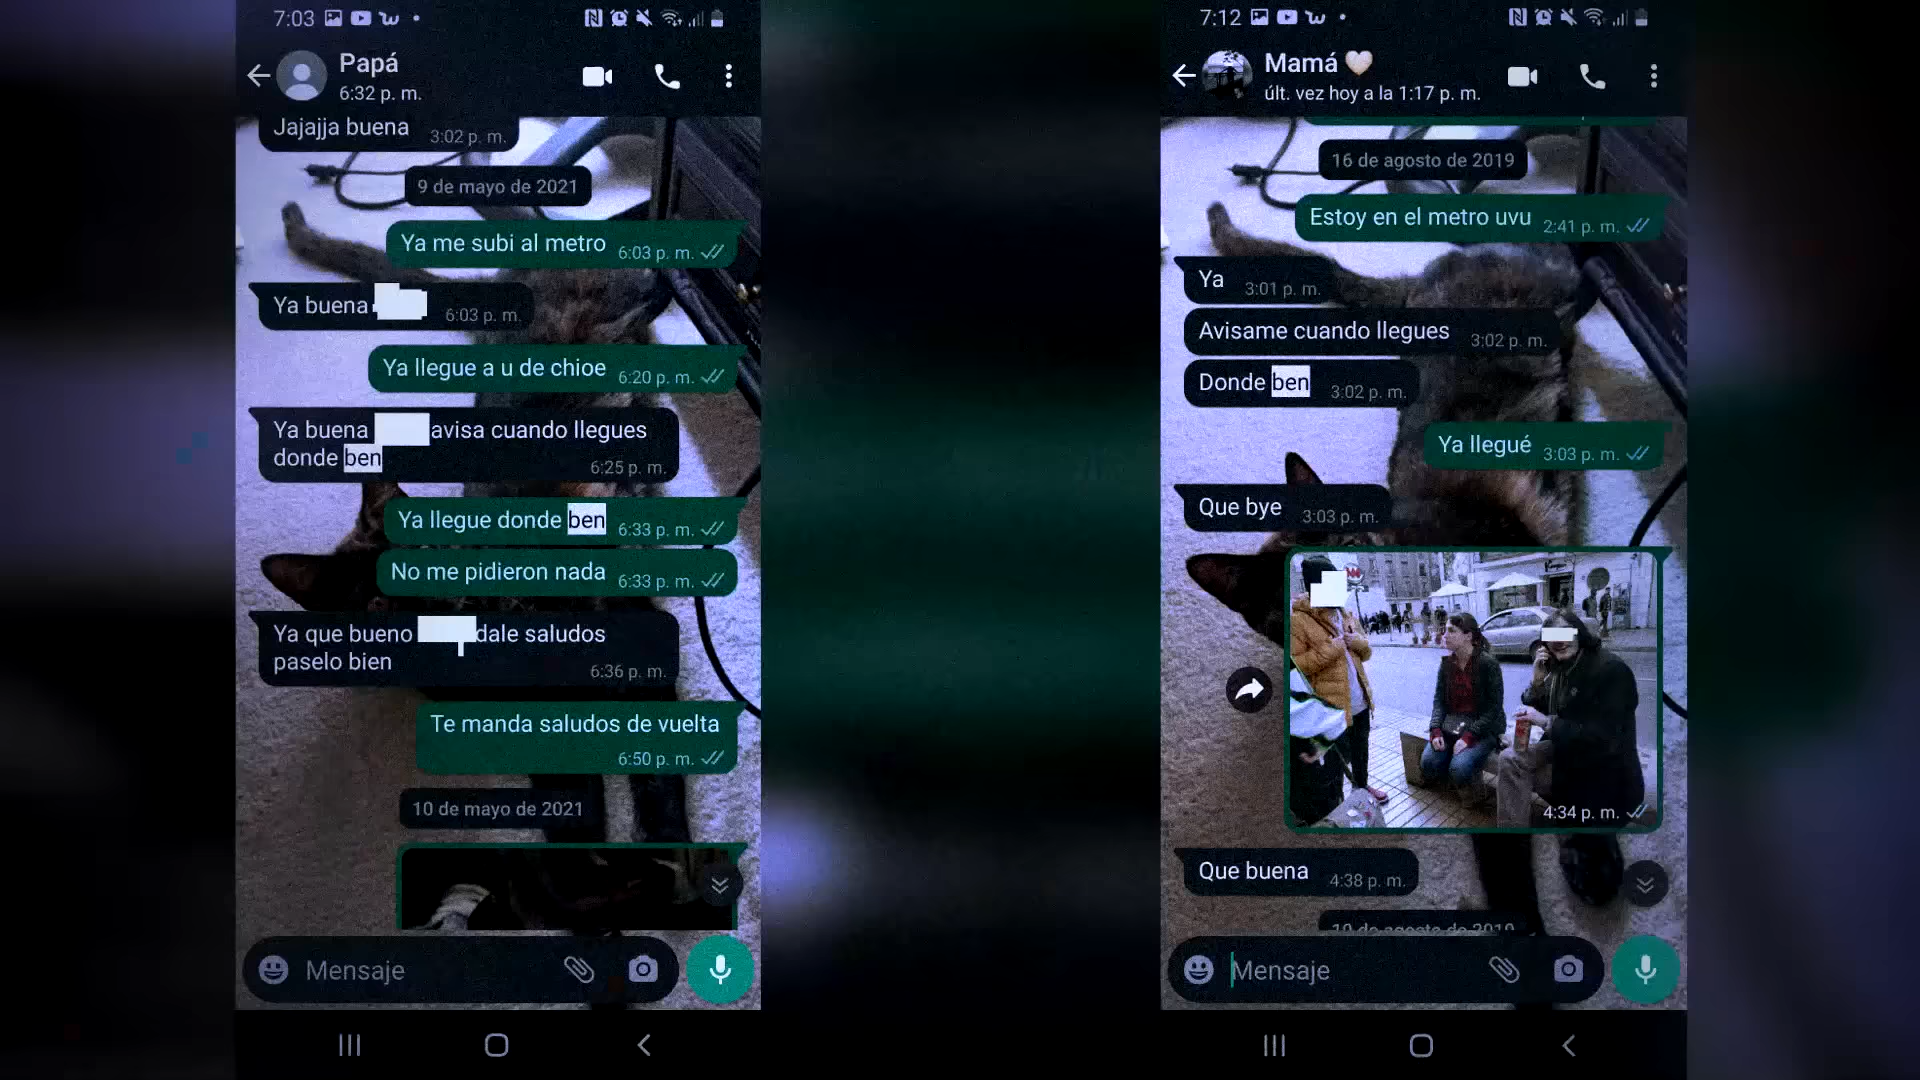 7:03
Papá
6:32 p. m.
Jajajja buena 3:02 p. m.
9 de mayo de 2021
Ya me subi al metro 6:03 p. m.
Ya buena 6:03 p. m.
Ya llegue a u de chioe 6:20 p. m.
Ya buena avisa cuando llegues
donde ben
6:25 p. m.
Ya llegue donde ben 6:33 p. m.
No me pidieron nada 6:33 p. m.
Ya que bueno dale saludos
paselo bien
6:36 p. m.
Te manda saludos de vuelta
6:50 p. m.
10 de mayo de 2021
Mensaje
7:12
Mamá
últ. vez hoy a la 1:17 p. m.
16 de agosto de 2019
Estoy en el metro uvu 2:41 p. m.
Ya 3:01 p. m.
Avisame cuando llegues 3:02 p. m.
Donde ben 3:02 p. m.
Ya llegué 3:03 p. m.
Que bye 3:03 p. m.
4:34 p. m.
Que buena 4:38 p. m.
de agosto de 2019
Mensaje